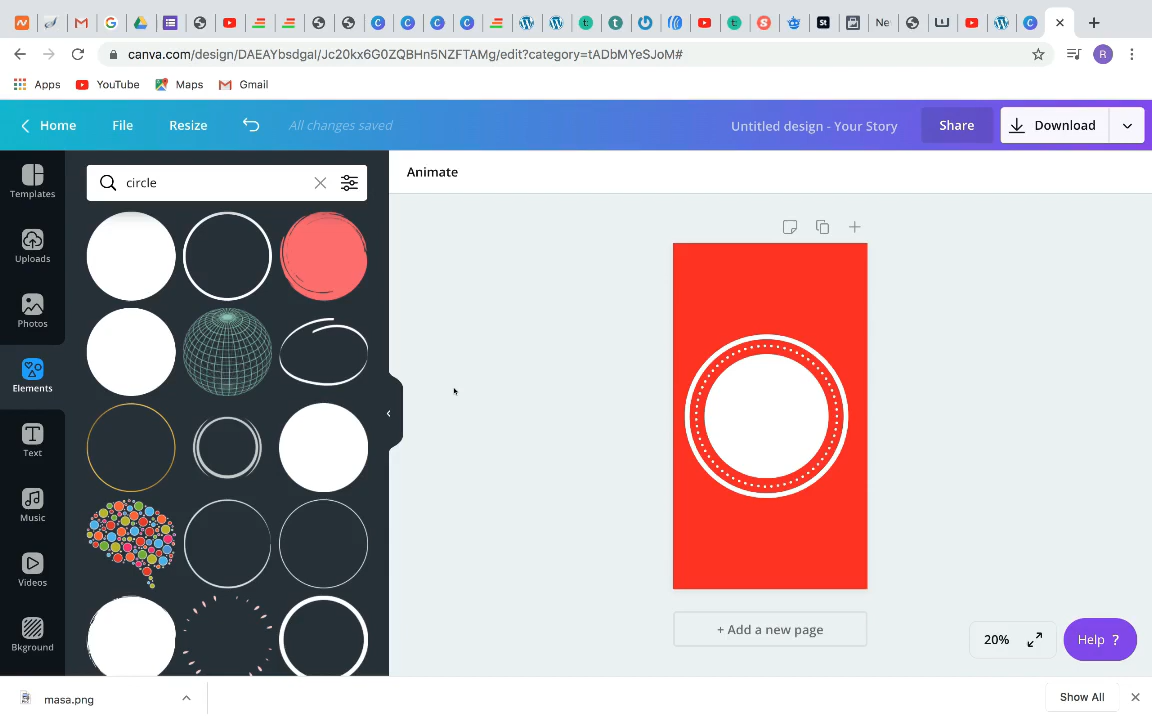 canva.com/design/DAEAYbsdgaI/Jc20kx6G0ZQBHn5NZFTAMg/edit?category=tADbMYeSJoM#
R
Apps
YouTube
Maps
Gmail
Home
File
Resize
All changes saved
Untitled design - Your Story
Share
Download
Templates
circle
Animate
Uploads
Photos
Elements
Text
Music
Videos
Bkground
+ Add a new page
20%
Help ?
masa.png
Show All